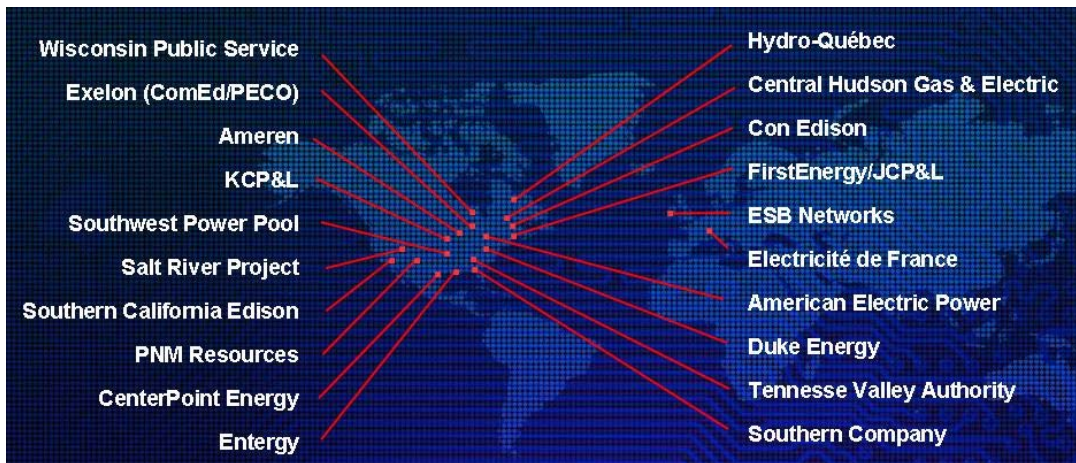 Wisconsin Public Service
Exelon (ComEd/PECO)
Ameren
KCP&L
Southwest Power Pool
Salt River Project
Southern California Edison
PNM Resources
CenterPoint Energy
Entergy
Hydro-Québec
Central Hudson Gas & Electric
Con Edison
FirstEnergy/JCP&L
ESB Networks
Electricité de France
American Electric Power
Duke Energy
Tennesse Valley Authority
Southern Company